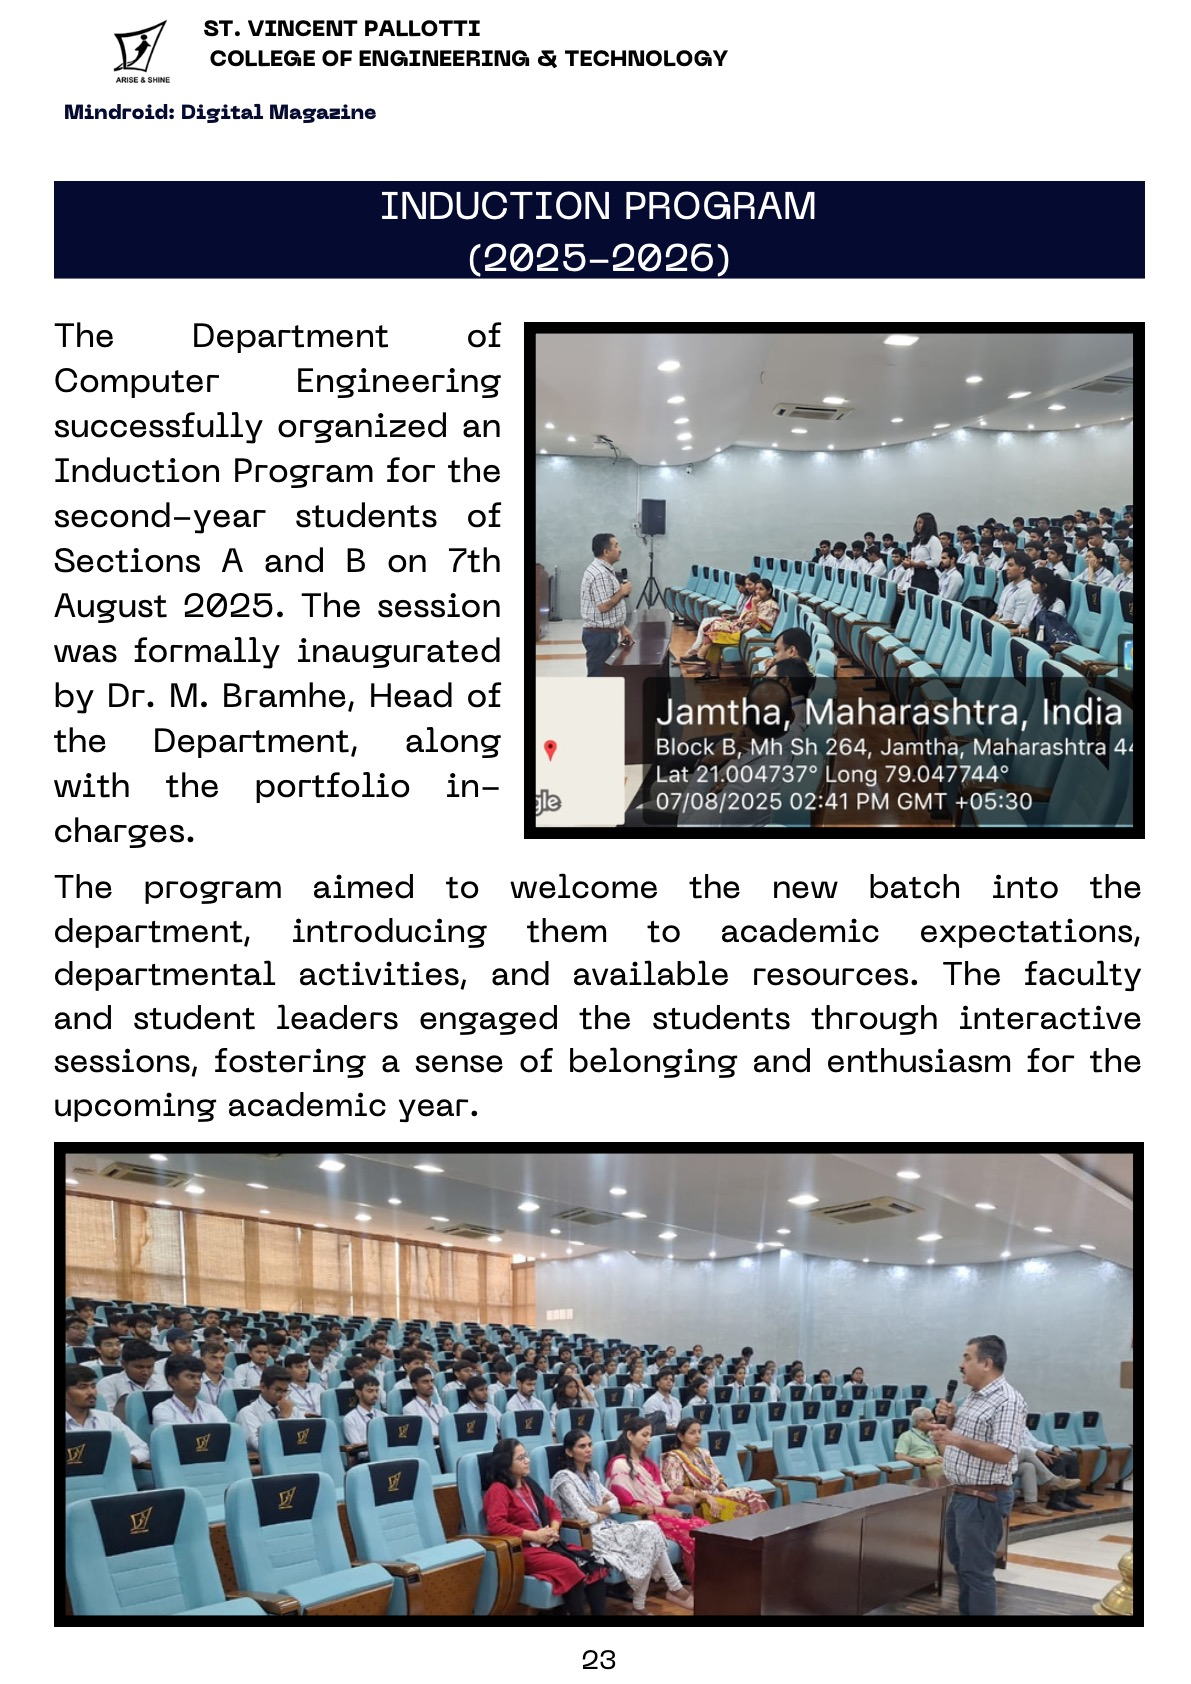 ST. VINCENT PALLOTTI
COLLEGE OF ENGINEERING & TECHNOLOGY
ARISE & SHINE
Mindroid: Digital Magazine
INDUCTION PROGRAM
(2025-2026)
The Department of
Computer Engineering
successfully organized an
Induction Program for the
second-year students of
Sections A and B on 7th
August 2025. The session
was formally inaugurated
by Dr. M. Bramhe, Head of
the Department, along
with the portfolio in-
charges.
Jamtha, Maharashtra, India
Block B, Mh Sh 264, Jamtha, Maharashtra 44
Lat 21.004737° Long 79.047744°
07/08/2025 02:41 PM GMT +05:30
gle
The program aimed to welcome the new batch into the
department, introducing them to academic expectations,
departmental activities, and available resources. The faculty
and student leaders engaged the students through interactive
sessions, fostering a sense of belonging and enthusiasm for the
upcoming academic year.
23